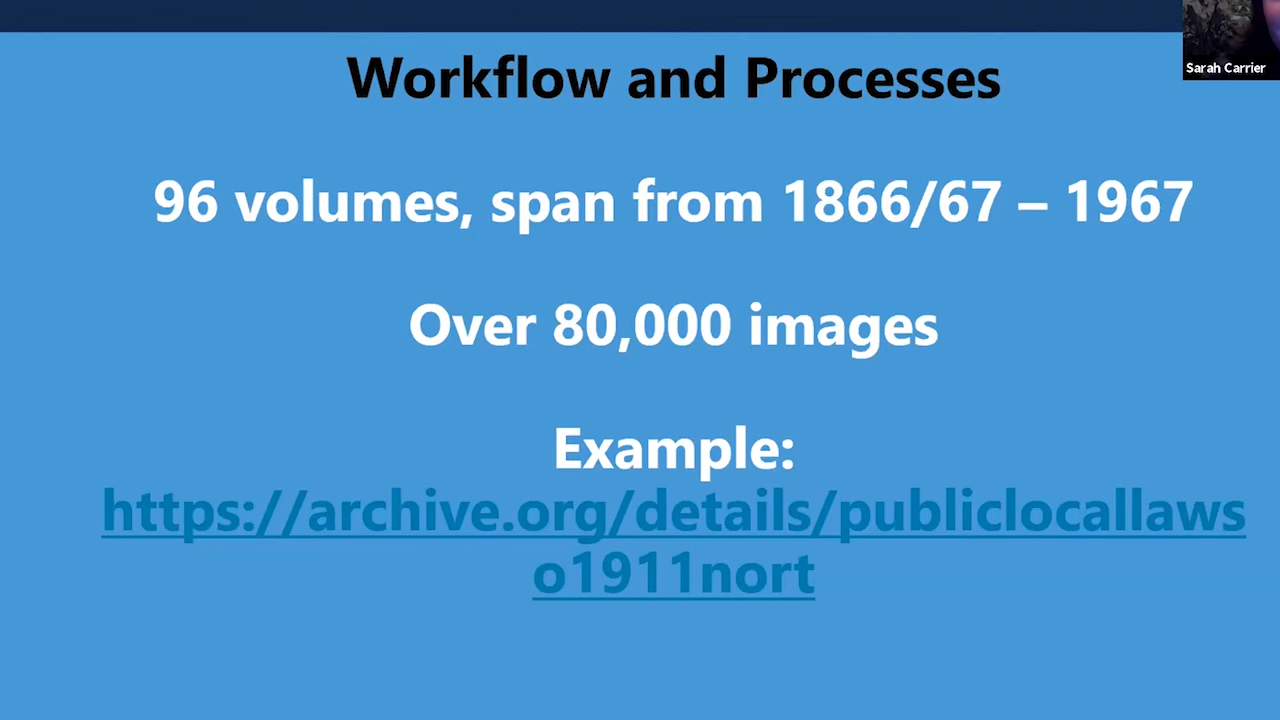 Sarah Carrier
Workflow and Processes
96 volumes, span from 1866/67 – 1967
Over 80,000 images
Example:
https://archive.org/details/publiclocallaws
o1911nort